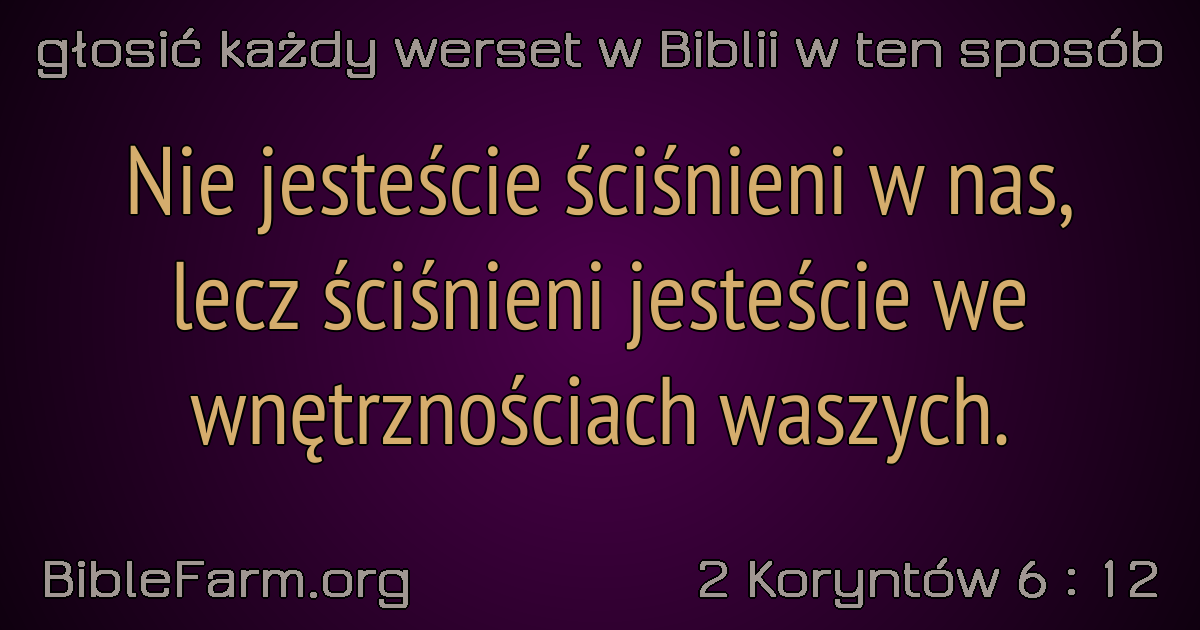 głosić każdy werset w Biblii w ten sposób
Nie jesteście ściśnieni w nas,
lecz ściśnieni jesteście we
wnętrznościach waszych.
BibleFarm.org
2 Koryntów 6 : 12